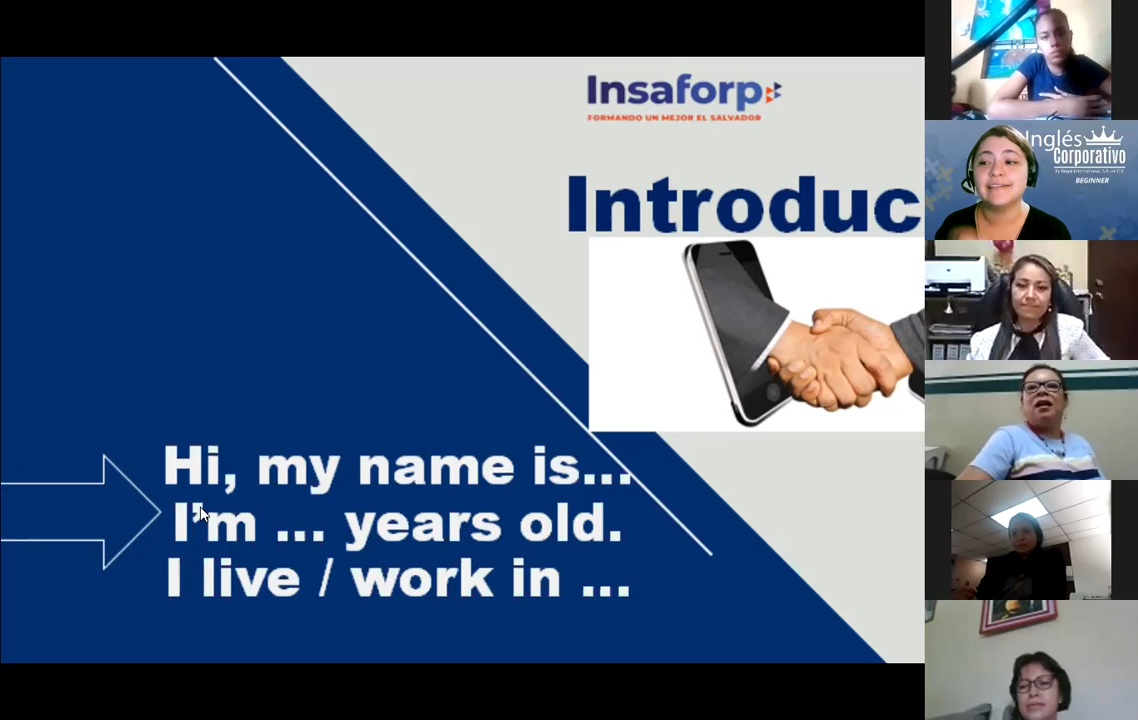 Insaforp
FORMANDO UN MEJOR EL SALVADOR
Introduc
Hi, my name is...
I'm ... years old.
I live / work in ...
Inglés
Corporativo
BEGINNER